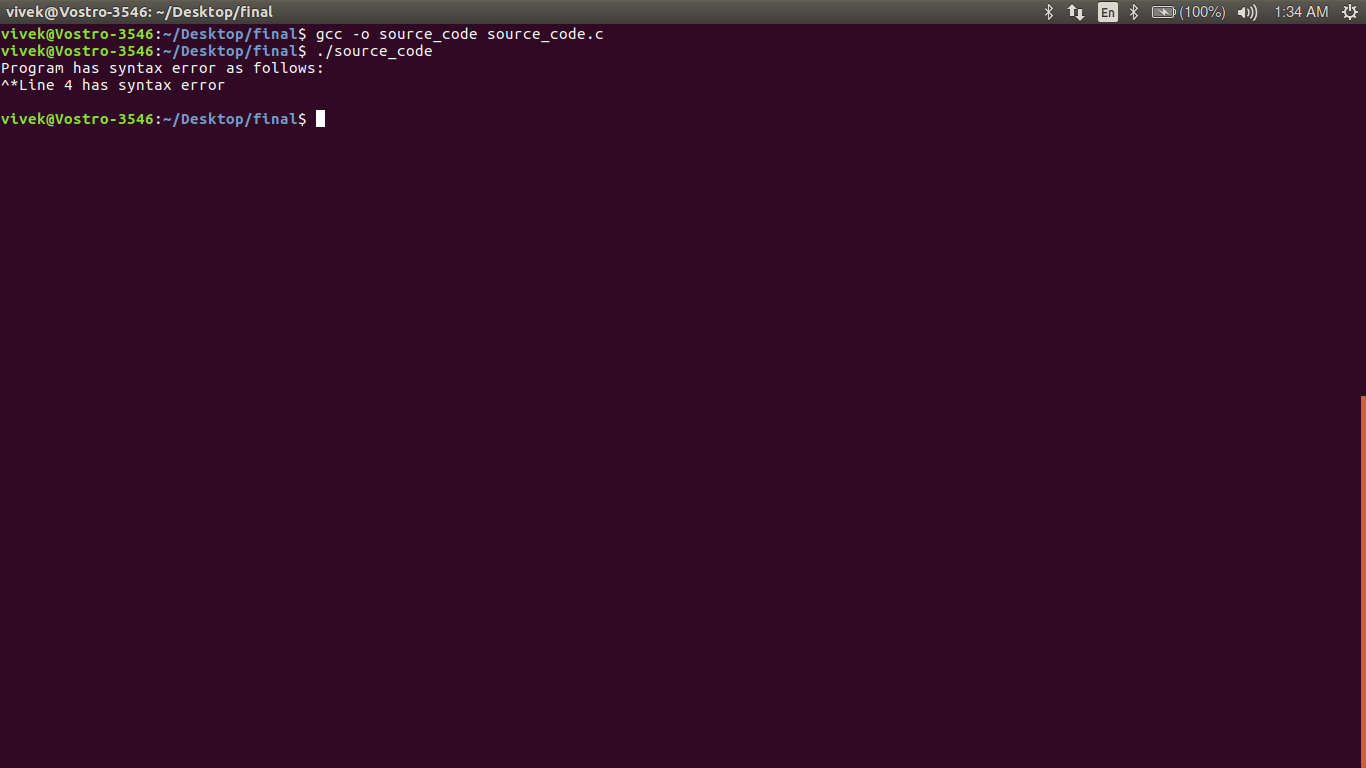 vivek@Vostro-3546: ~/Desktop/final En (100%) 1:34 AM
vivek@Vostro-3546:~/Desktop/final$ gcc -o source_code source_code.c
vivek@Vostro-3546:~/Desktop/final$ ./source_code
Program has syntax error as follows:
^*Line 4 has syntax error
vivek@Vostro-3546:~/Desktop/final$